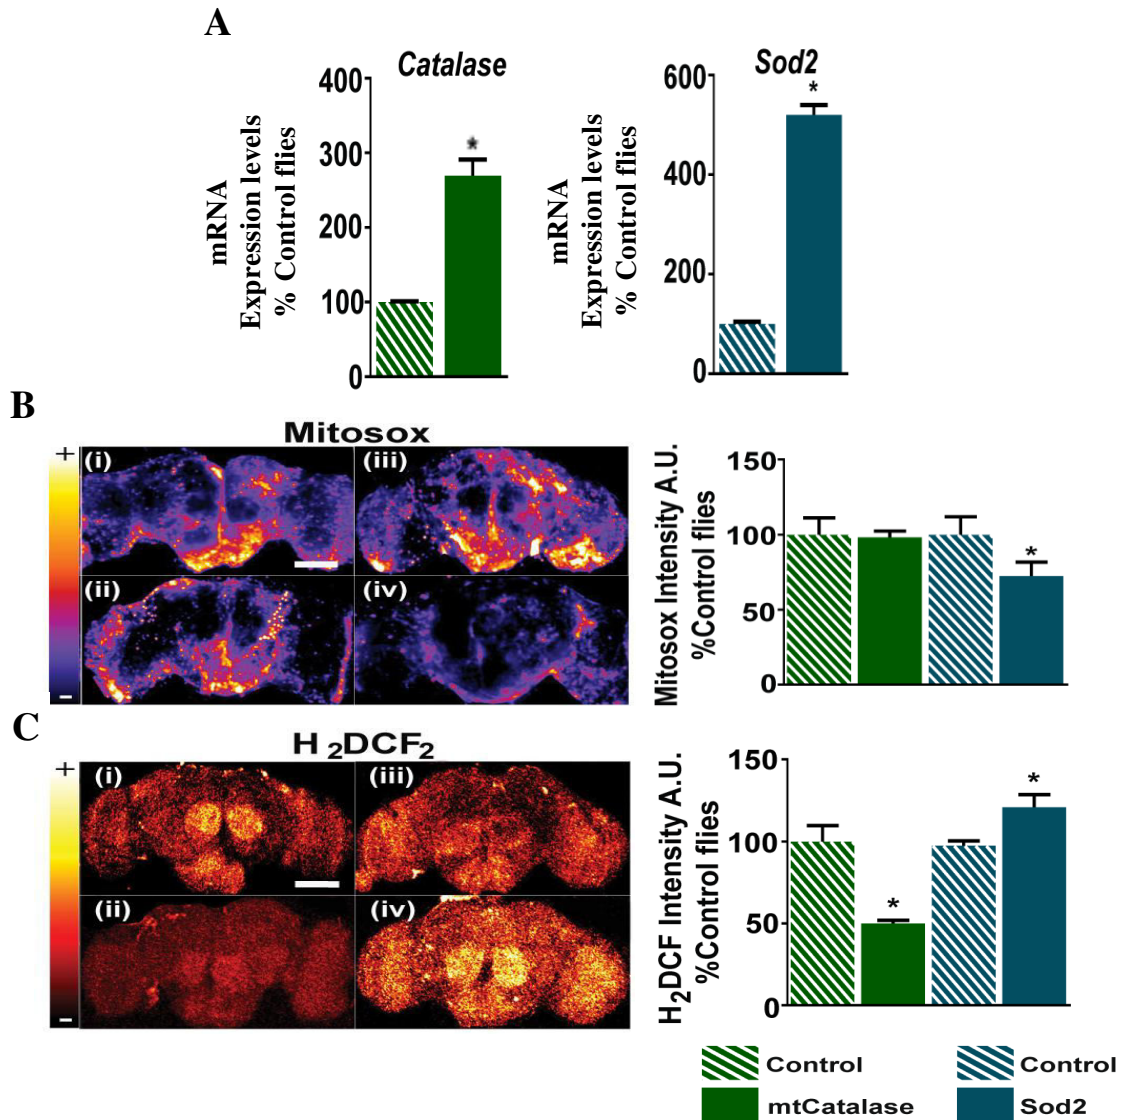 A
Catalase
mRNA
Expression levels
% Control flies
400
300
200
100
0
*
Sod2
mRNA
Expression levels
% Control flies
600
400
200
0
*
B
Mitosox
+
-
(i)
(iii)
(ii)
(iv)
Mitosox Intensity A.U.
%Control flies
150
100
50
0
*
C
H2DCF2
+
-
(i)
(iii)
(ii)
(iv)
H2DCF Intensity A.U.
%Control flies
150
100
50
0
*
*
Control
Control
mtCatalase
Sod2